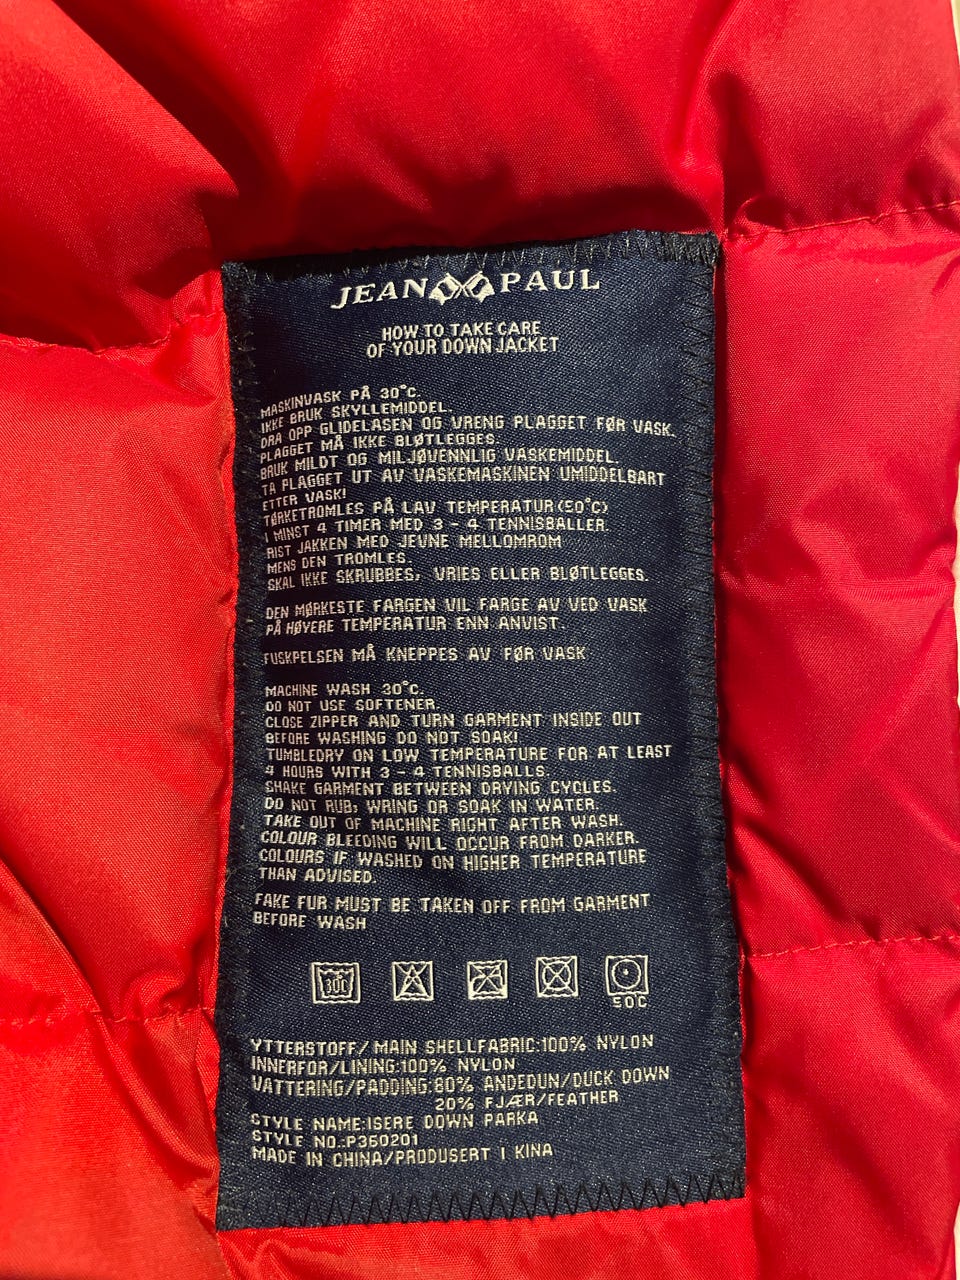 JEAN PAUL
HOW TO TAKE CARE
OF YOUR DOWN JACKET
MASKINVASK PÅ 30°C.
IKKE BRUK SKYLLEMIDDEL.
DRA OPP GLIDELASEN OG VRENG PLAGGET FØR VASK.
PLAGGET MÅ IKKE BLØTLEGGES.
BRUK MILDT OG MILJØVENNLIG VASKEMIDDEL.
TA PLAGGET UT AV VASKEMASKINEN UMIDDELBART
ETTER VASK!
TØRKETROMLES PÅ LAV TEMPERATUR(50°C)
I MINST 4 TIMER MED 3 - 4 TENNISBALLER.
RIST JAKKEN MED JEVNE MELLOMROM
MENS DEN TROMLES.
SKAL IKKE SKRUBBES, VRIES ELLER BLØTLEGGES.
DEN MØRKESTE FARGEN VIL FARGE AV VED VASK
PÅ HØYERE TEMPERATUR ENN ANVIST.
FUSKPELSEN MÅ KNEPPES AV FØR VASK
MACHINE WASH 30°C.
DO NOT USE SOFTENER.
CLOSE ZIPPER AND TURN GARMENT INSIDE OUT
BEFORE WASHING DO NOT SOAK!
TUMBLEDRY ON LOW TEMPERATURE FOR AT LEAST
4 HOURS WITH 3 - 4 TENNISBALLS.
SHAKE GARMENT BETWEEN DRYING CYCLES.
DO NOT RUB, WRING OR SOAK IN WATER.
TAKE OUT OF MACHINE RIGHT AFTER WASH.
COLOUR BLEEDING WILL OCCUR FROM DARKER.
COLOURS IF WASHED ON HIGHER TEMPERATURE
THAN ADVISED.
FAKE FUR MUST BE TAKEN OFF FROM GARMENT
BEFORE WASH
30C
50C
YTTERSTOFF/ MAIN SHELLFABRIC:100% NYLON
INNERFOR/LINING:100% NYLON
VATTERING/PADDING:80% ANDEDUN/DUCK DOWN
20% FJÆR/FEATHER
STYLE NAME:ISERE DOWN PARKA
STYLE NO.:P350201
MADE IN CHINA/PRODUSERT I KINA